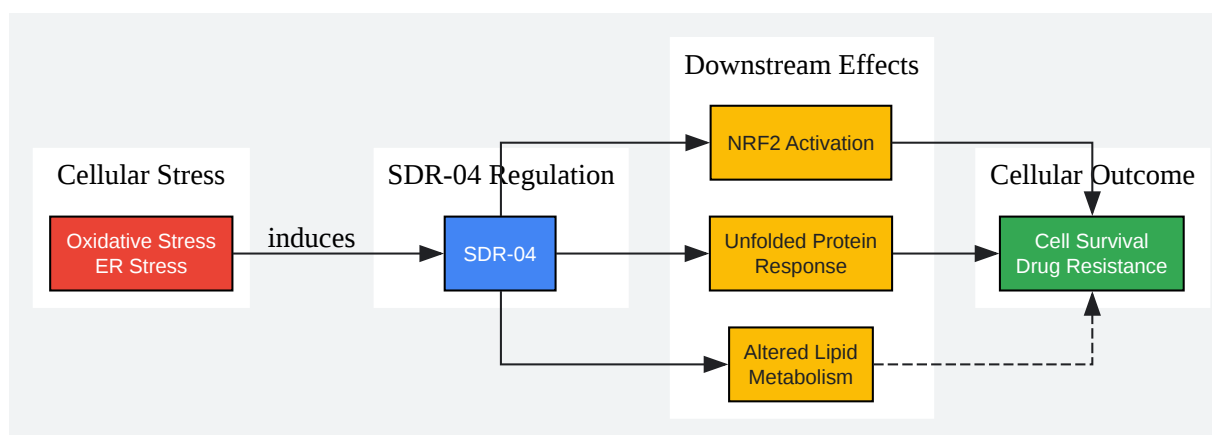 Cellular Stress
Oxidative Stress
ER Stress
induces
SDR-04 Regulation
SDR-04
Downstream Effects
NRF2 Activation
Unfolded Protein
Response
Altered Lipid
Metabolism
Cellular Outcome
Cell Survival
Drug Resistance